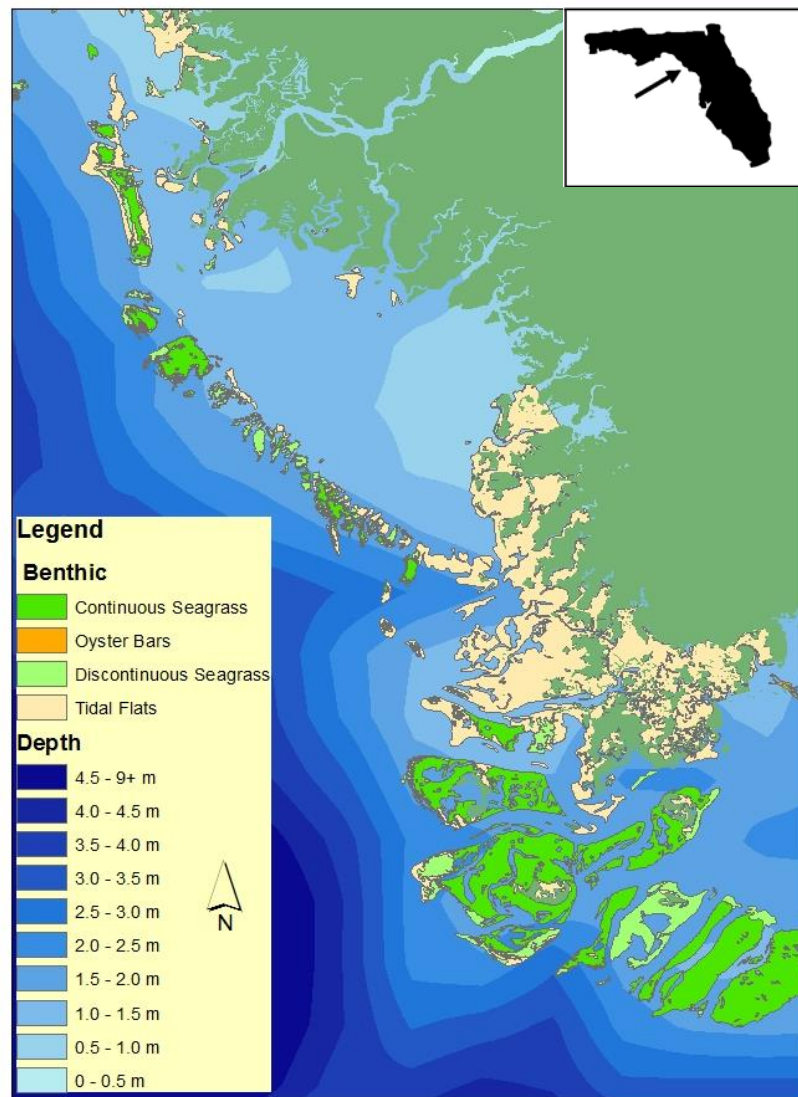 Legend
Benthic
Continuous Seagrass
Oyster Bars
Discontinuous Seagrass
Tidal Flats
Depth
4.5 - 9+ m
4.0 - 4.5 m
3.5 - 4.0 m
3.0 - 3.5 m
2.5 - 3.0 m
2.0 - 2.5 m
1.5 - 2.0 m
1.0 - 1.5 m
0.5 - 1.0 m
0 - 0.5 m
N